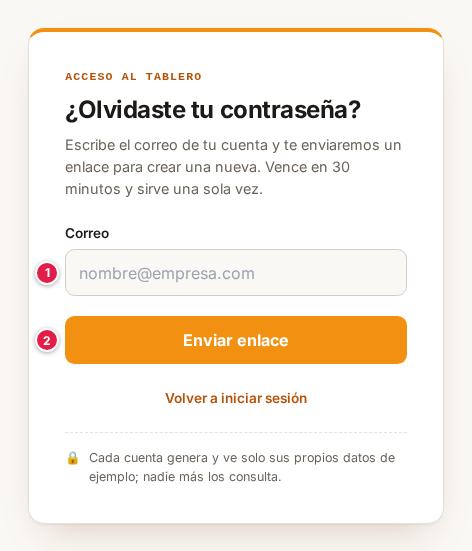 ACCESO AL TABLERO
¿Olvidaste tu contraseña?
Escribe el correo de tu cuenta y te enviaremos un
enlace para crear una nueva. Vence en 30
minutos y sirve una sola vez.
Correo
1
nombre@empresa.com
2
Enviar enlace
Volver a iniciar sesión
🔒 Cada cuenta genera y ve solo sus propios datos de
ejemplo; nadie más los consulta.